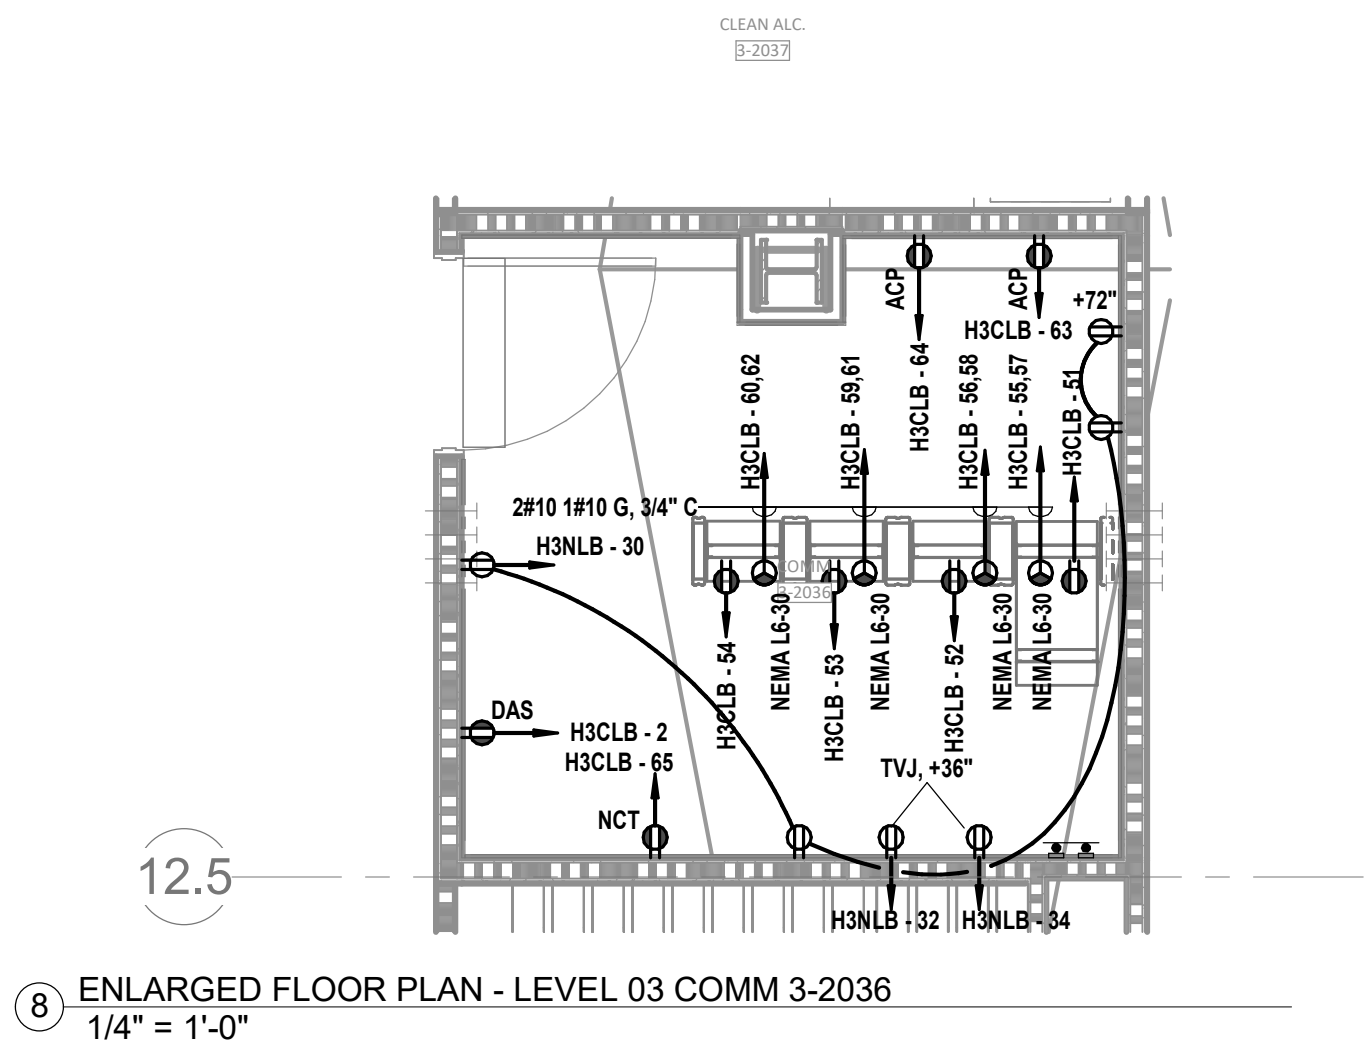 CLEAN ALC.
3-2037
ACP
ACP
+72"
H3CLB - 63
H3CLB - 64
H3CLB - 60,62
H3CLB - 59,61
H3CLB - 56,58
H3CLB - 55,57
H3CLB - 51
2#10 1#10 G, 3/4" C
H3NLB - 30
COMM
3-2036
NEMA L6-30
NEMA L6-30
NEMA L6-30
NEMA L6-30
H3CLB - 54
H3CLB - 53
H3CLB - 52
DAS
H3CLB - 2
H3CLB - 65
TVJ, +36"
NCT
12.5
H3NLB - 32
H3NLB - 34
8
ENLARGED FLOOR PLAN - LEVEL 03 COMM 3-2036
1/4" = 1'-0"